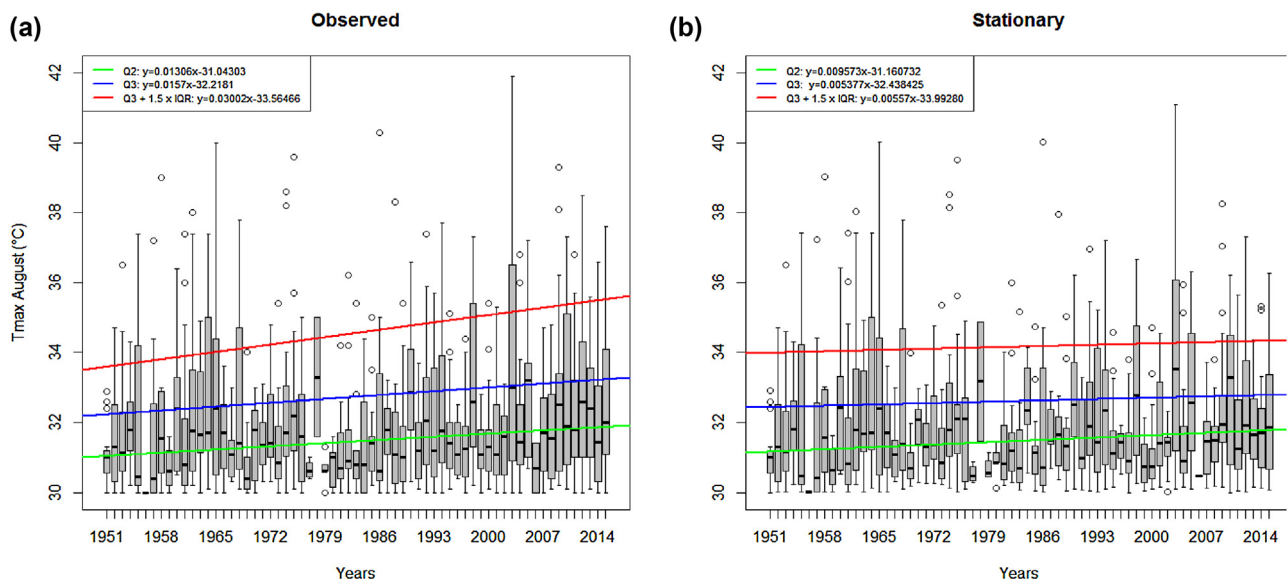 (a)
Observed
Q2: y=0.01306x-31.04303
Q3: y=0.0157x-32.2181
Q3 + 1.5 x IQR: y=0.03002x-33.56466
Tmax August (°C)
42
40
38
36
34
32
30
1951 1958 1965 1972 1979 1986 1993 2000 2007 2014
Years
(b)
Stationary
Q2: y=0.009573x-31.160732
Q3: y=0.005377x-32.438425
Q3 + 1.5 x IQR: y=0.00557x-33.99280
42
40
38
36
34
32
30
1951 1958 1965 1972 1979 1986 1993 2000 2007 2014
Years